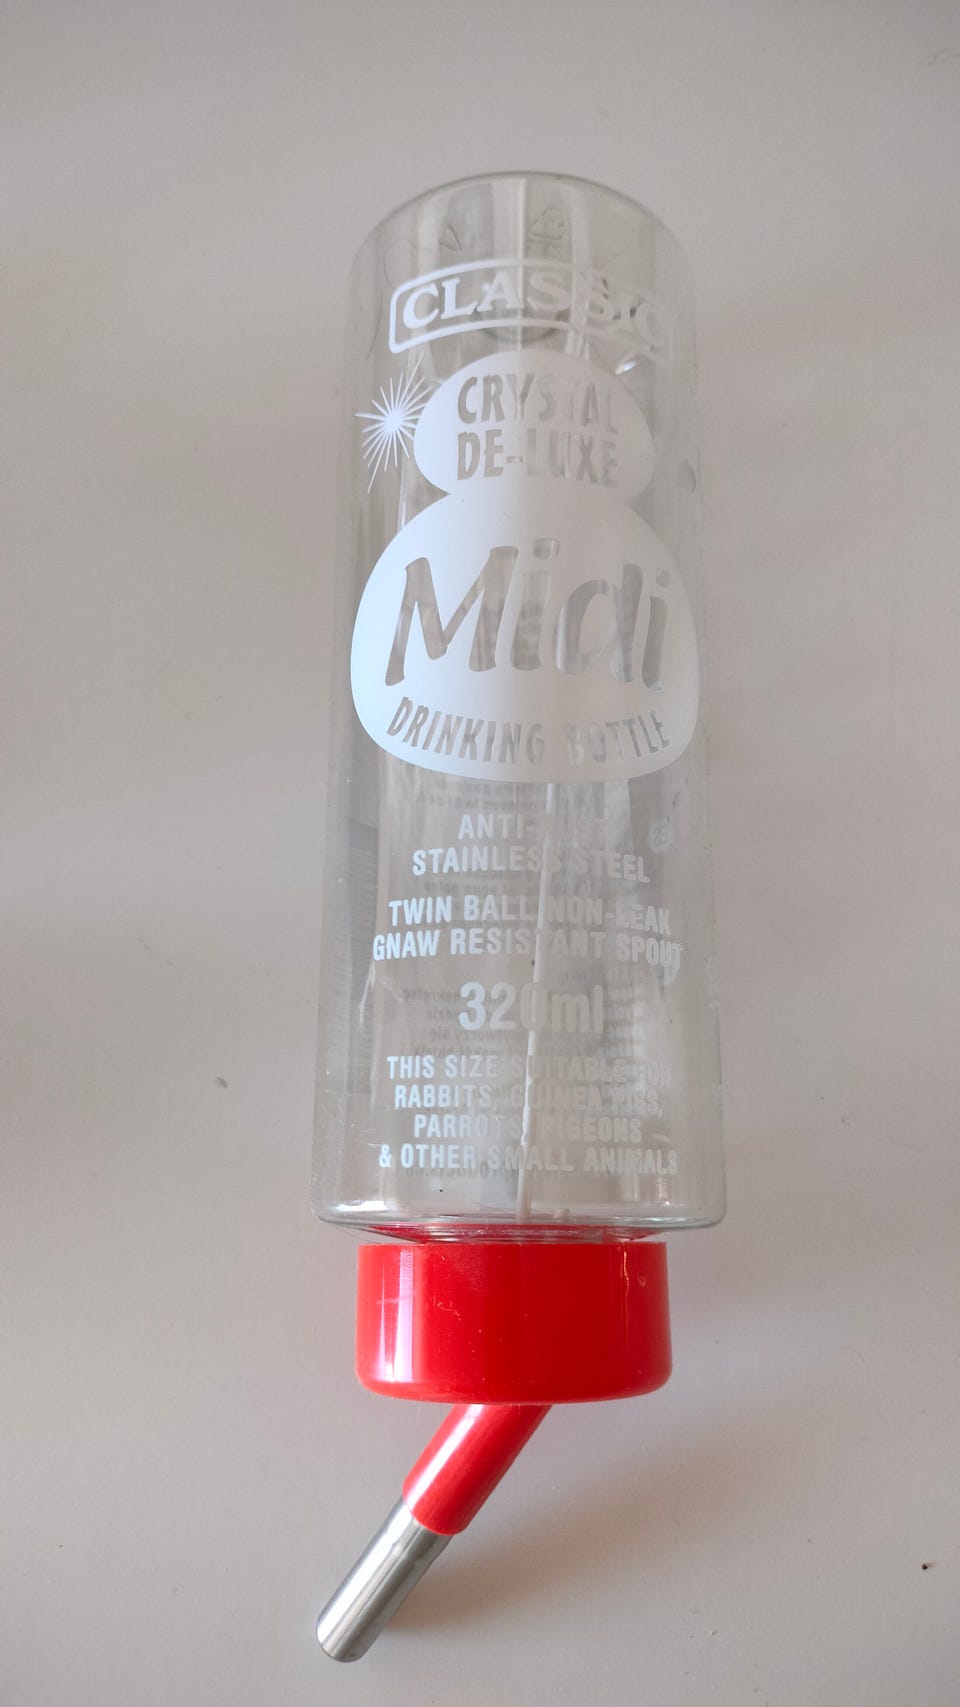 CLASSIC
CRYSTAL
DE-LUXE
Midi
DRINKING BOTTLE
ANTI-
STAINLESS STEEL
TWIN BALL NON-LEAK
GNAW RESISTANT SPOUT
320ml
THIS SIZE SUITABLE FOR
RABBITS, GUINEA PIGS,
PARROTS, PIGEONS
& OTHER SMALL ANIMALS